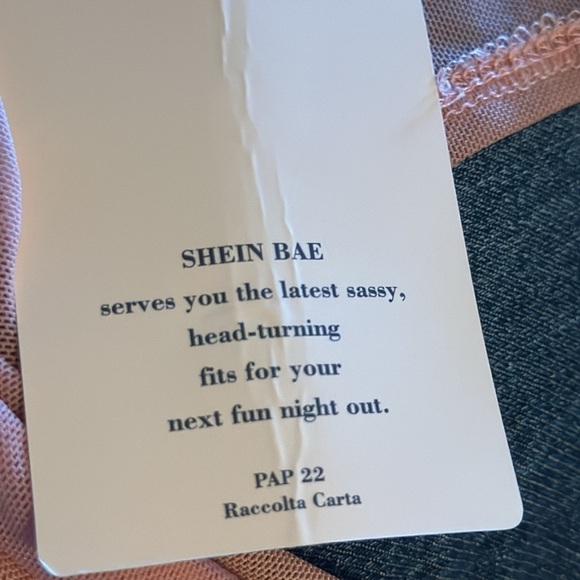 SHEIN BAE
serves you the latest sassy,
head-turning
fits for your
next fun night out.
PAP 22
Raccolta Carta